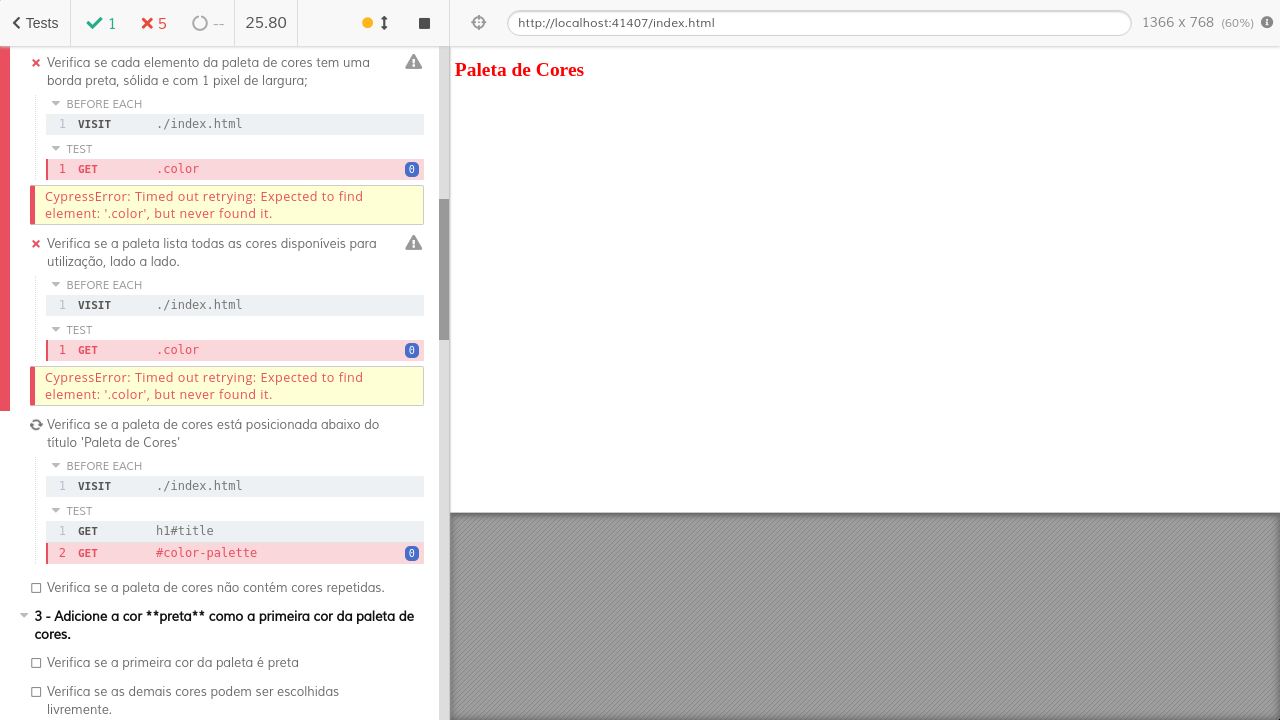 Tests
1
5
--
25.80
http://localhost:41407/index.html
1366 x 768 (60%)
Verifica se cada elemento da paleta de cores tem uma
borda preta, sólida e com 1 pixel de largura;
BEFORE EACH
1 VISIT ./index.html
TEST
1 GET .color 0
CypressError: Timed out retrying: Expected to find
element: '.color', but never found it.
Verifica se a paleta lista todas as cores disponíveis para
utilização, lado a lado.
BEFORE EACH
1 VISIT ./index.html
TEST
1 GET .color 0
CypressError: Timed out retrying: Expected to find
element: '.color', but never found it.
Verifica se a paleta de cores está posicionada abaixo do
título 'Paleta de Cores'
BEFORE EACH
1 VISIT ./index.html
TEST
1 GET h1#title
2 GET #color-palette 0
Verifica se a paleta de cores não contém cores repetidas.
3 - Adicione a cor **preta** como a primeira cor da paleta de
cores.
Verifica se a primeira cor da paleta é preta
Verifica se as demais cores podem ser escolhidas
livremente.
Paleta de Cores